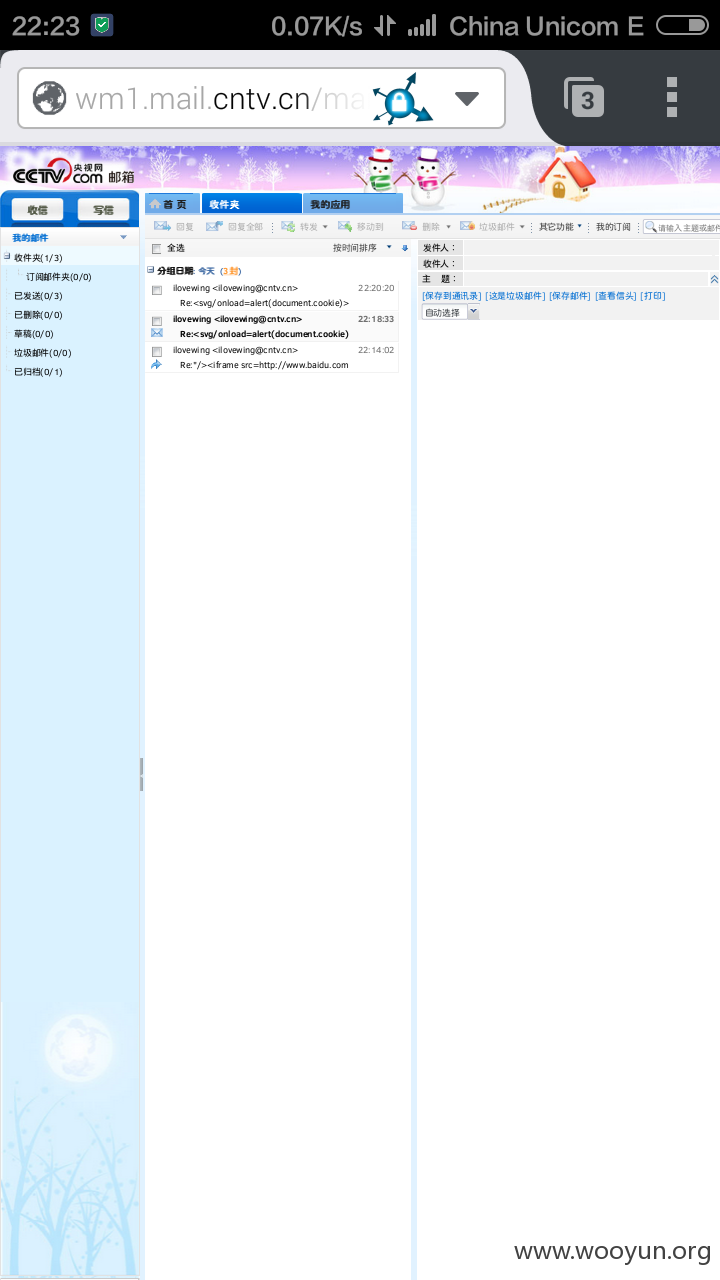 22:23 0.07K/s China Unicom E
wm1.mail.cntv.cn/ma
3
CCTV.com 央视网 邮箱
收信 写信
首 页 收件夹 我的应用
回复 回复全部 转发 移动到 删除 垃圾邮件 其它功能 我的订阅 请输入主题或邮件
我的邮件
收件夹(1/3)
订阅邮件夹(0/0)
已发送(0/3)
已删除(0/0)
草稿(0/0)
垃圾邮件(0/0)
已归档(0/1)
全选 按时间排序
分组日期: 今天 (3 封)
ilovewing <ilovewing@cntv.cn> 22:20:20
Re:<svg/onload=alert(document.cookie)>
ilovewing <ilovewing@cntv.cn> 22:18:33
Re:<svg/onload=alert(document.cookie)
ilovewing <ilovewing@cntv.cn> 22:14:02
Re:"/><iframe src=http://www.baidu.com
发件人：
收件人：
主 题：
[保存到通讯录] [这是垃圾邮件] [保存邮件] [查看信头] [打印]
自动选择
www.wooyun.org